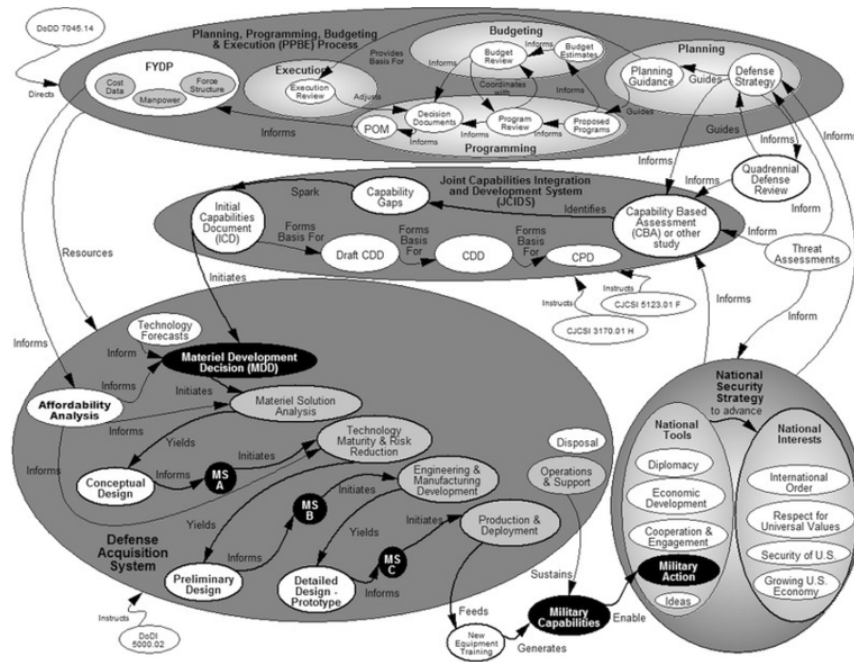 DoDD 7045.14
Directs
Planning, Programming, Budgeting
& Execution (PPBE) Process
FYDP
Cost
Data
Manpower
Force
Structure
Execution
Execution
Review
Adjusts
Provides
Basis For
Budgeting
Budget
Review
Informs
Budget
Estimates
Informs
Coordinates
with
Informs
Planning
Planning
Guidance
Guides
Defense
Strategy
Guides
POM
Informs
Decision
Documents
Informs
Program
Review
Informs
Proposed
Programs
Programming
Informs
Guides
Informs
Informs
Informs
Quadrennial
Defense
Review
Informs
Inform
Informs
Threat
Assessments
Inform
Inform
Joint Capabilities Integration
and Development System
(JCIDS)
Initial
Capabilities
Document
(ICD)
Spark
Capability
Gaps
Identifies
Capability Based
Assessment
(CBA) or other
study
Forms
Basis For
Draft CDD
Forms
Basis
For
CDD
Forms
Basis
For
CPD
Instructs
CJCSI 5123.01 F
Instructs
CJCSI 3170.01 H
Informs
Resources
Initiates
Informs
Technology
Forecasts
Inform
Materiel Development
Decision (MDD)
Informs
Initiates
Affordability
Analysis
Materiel Solution
Analysis
Informs
Yields
Technology
Maturity & Risk
Reduction
Informs
Conceptual
Design
Informs
MS
A
Initiates
Engineering &
Manufacturing
Development
MS
B
Initiates
Yields
Disposal
Operations
& Support
Defense
Acquisition
System
Preliminary
Design
Informs
Yields
MS
C
Initiates
Production &
Deployment
Detailed
Design -
Prototype
Informs
Instructs
DoDI
5000.02
Feeds
New
Equipment
Training
Generates
Sustains
Military
Capabilities
Enable
National
Security
Strategy
to advance
National
Tools
Diplomacy
Economic
Development
Cooperation &
Engagement
Military
Action
Ideas
National
Interests
International
Order
Respect for
Universal Values
Security of U.S.
Growing U.S.
Economy